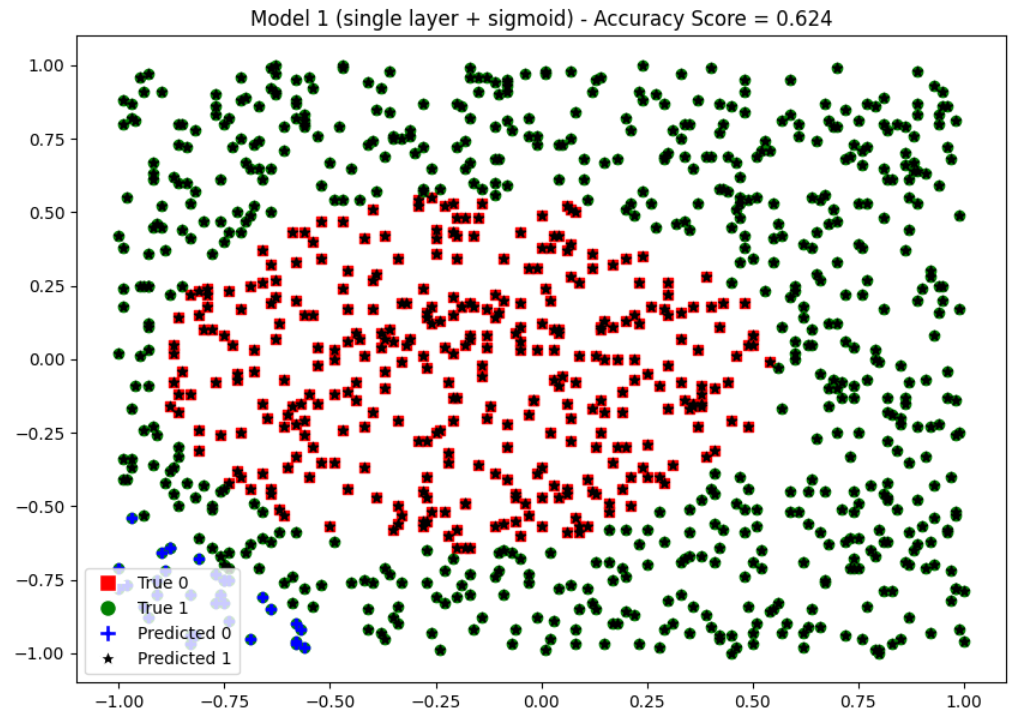 Model 1 (single layer + sigmoid) - Accuracy Score = 0.624
1.00
0.75
0.50
0.25
0.00
−0.25
−0.50
−0.75
−1.00
True 0
True 1
Predicted 0
Predicted 1
−1.00 −0.75 −0.50 −0.25 0.00 0.25 0.50 0.75 1.00